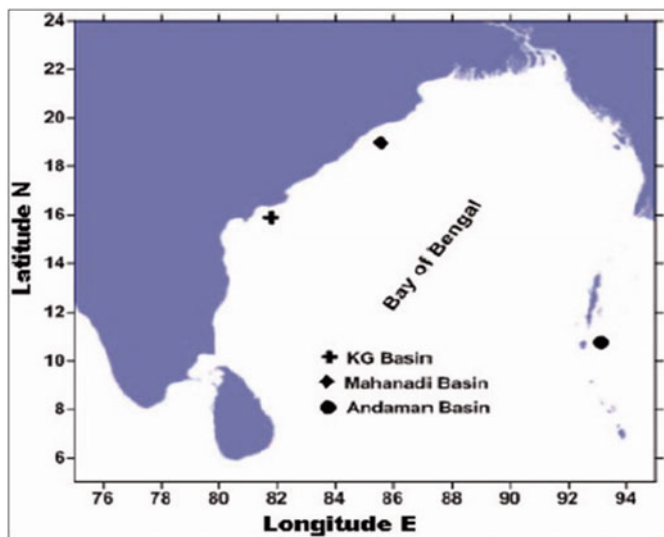 24
22
20
18
16
14
12
10
8
6
Latitude N
Bay of Bengal
KG Basin
Mahanadi Basin
Andaman Basin
76 78 80 82 84 86 88 90 92 94
Longitude E